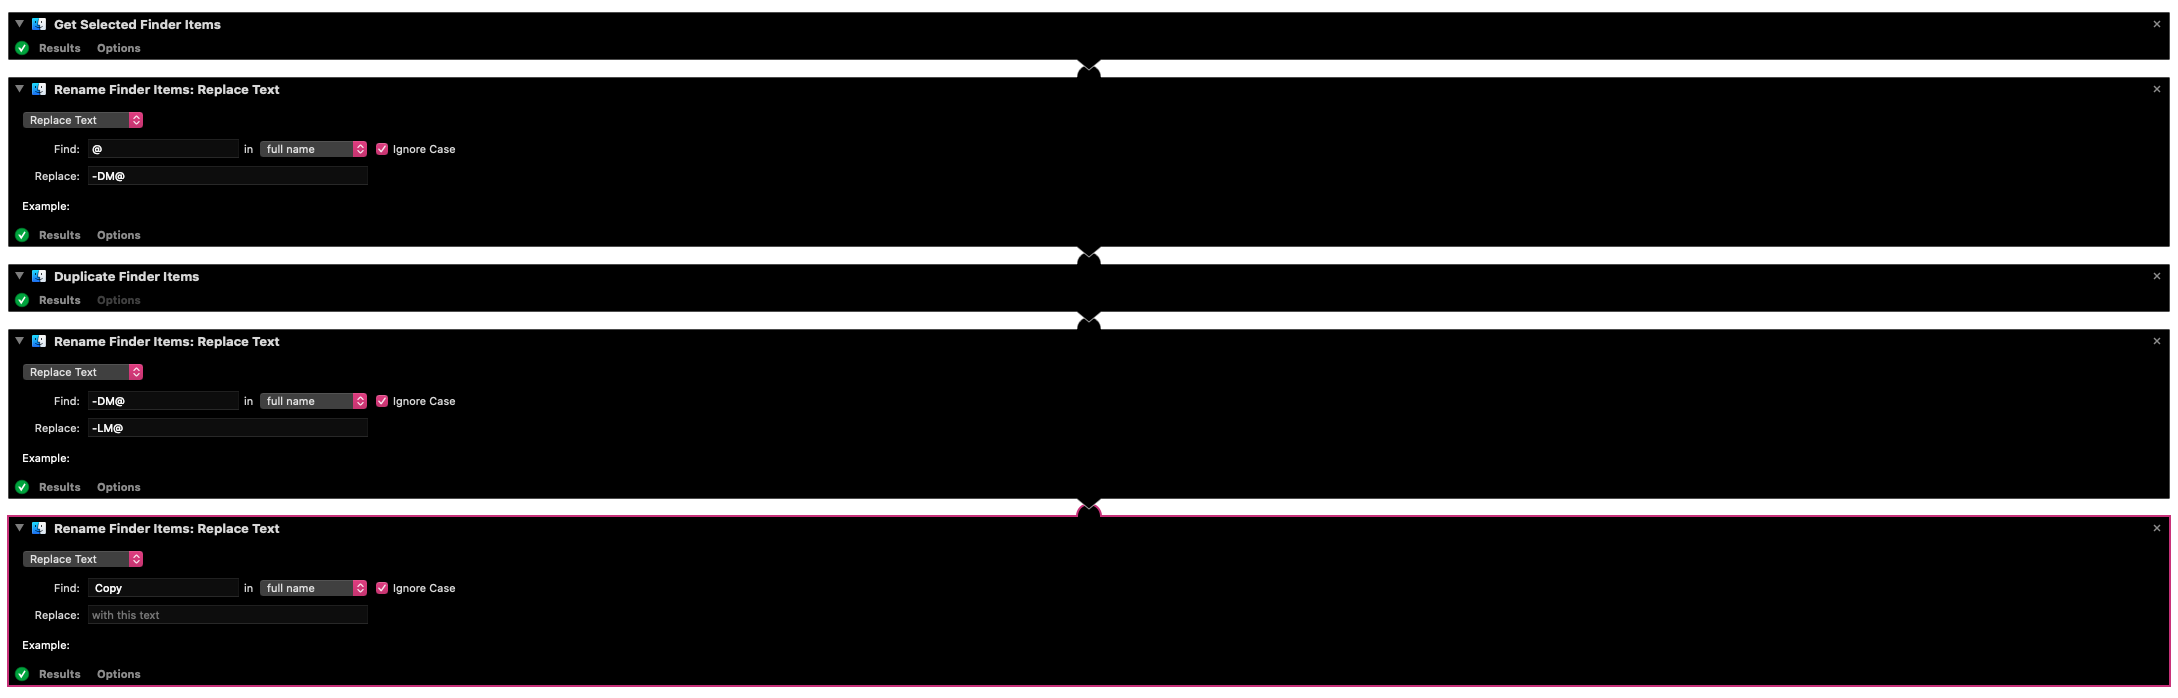 Get Selected Finder Items
Results Options
Rename Finder Items: Replace Text
Replace Text
Find: @ in full name Ignore Case
Replace: -DM@
Example:
Results Options
Duplicate Finder Items
Results Options
Rename Finder Items: Replace Text
Replace Text
Find: -DM@ in full name Ignore Case
Replace: -LM@
Example:
Results Options
Rename Finder Items: Replace Text
Replace Text
Find: Copy in full name Ignore Case
Replace: with this text
Example:
Results Options